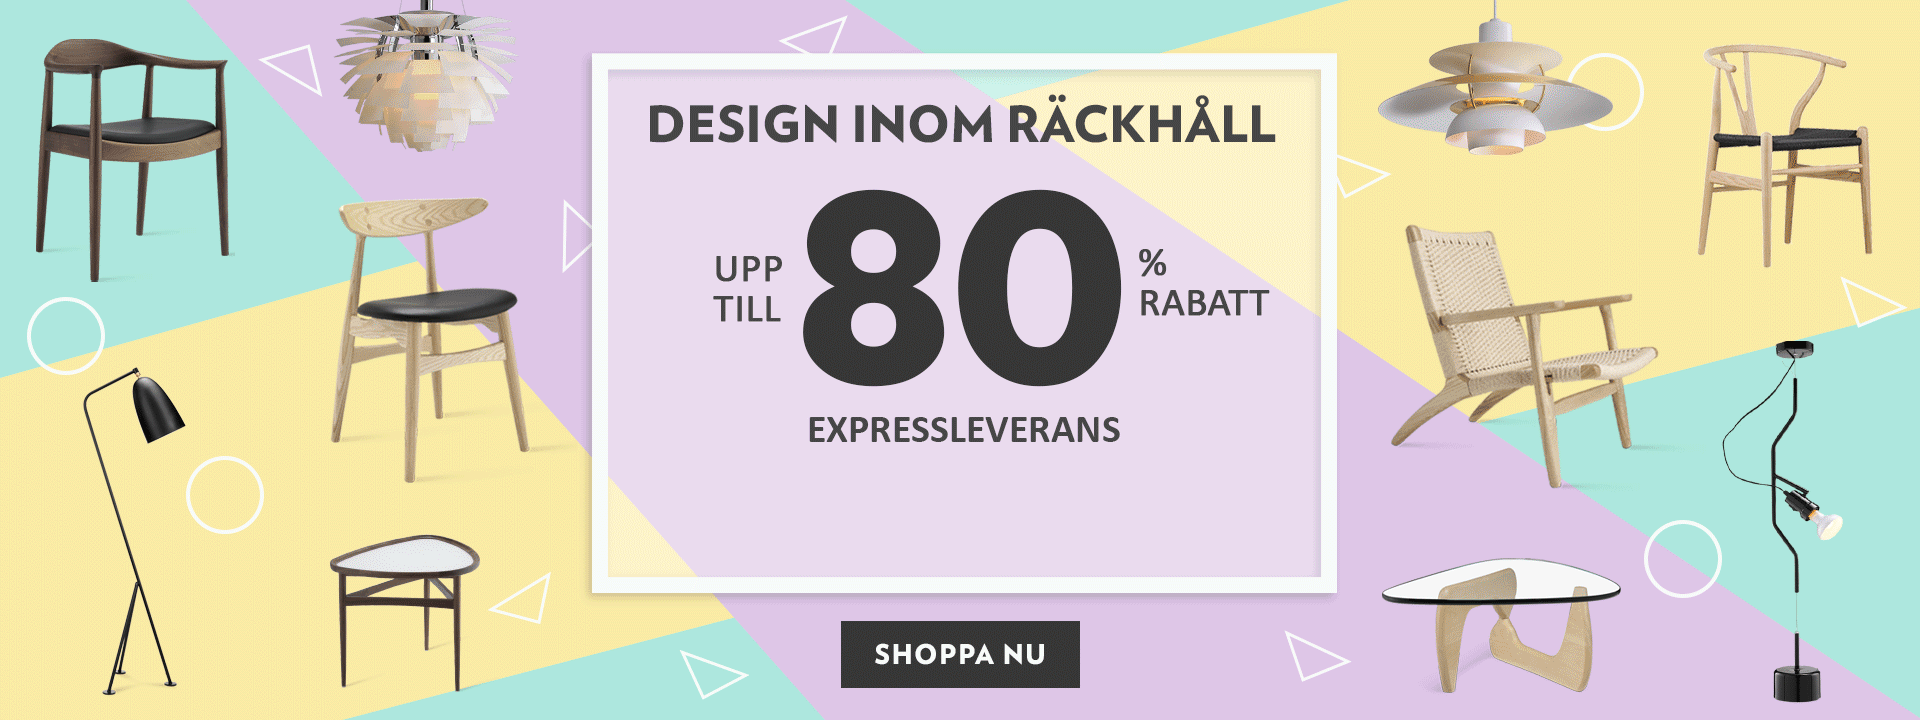 DESIGN INOM RÄCKHÅLL
UPP
TILL
80
%
RABATT
EXPRESSLEVERANS
SHOPPA NU